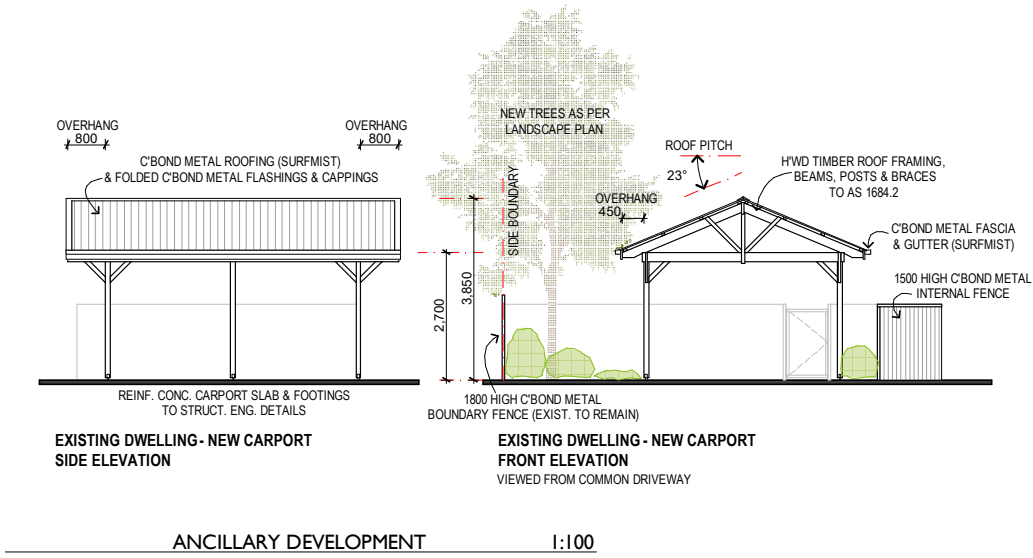 OVERHANG
800
OVERHANG
800
C'BOND METAL ROOFING (SURFMIST)
& FOLDED C'BOND METAL FLASHINGS & CAPPINGS
REINF. CONC. CARPORT SLAB & FOOTINGS
TO STRUCT. ENG. DETAILS
EXISTING DWELLING - NEW CARPORT
SIDE ELEVATION
2,700
3,850
SIDE BOUNDARY
NEW TREES AS PER
LANDSCAPE PLAN
OVERHANG
450
ROOF PITCH
23°
H'WD TIMBER ROOF FRAMING,
BEAMS, POSTS & BRACES
TO AS 1684.2
C'BOND METAL FASCIA
& GUTTER (SURFMIST)
1500 HIGH C'BOND METAL
INTERNAL FENCE
1800 HIGH C'BOND METAL
BOUNDARY FENCE (EXIST. TO REMAIN)
EXISTING DWELLING - NEW CARPORT
FRONT ELEVATION
VIEWED FROM COMMON DRIVEWAY
ANCILLARY DEVELOPMENT 1:100